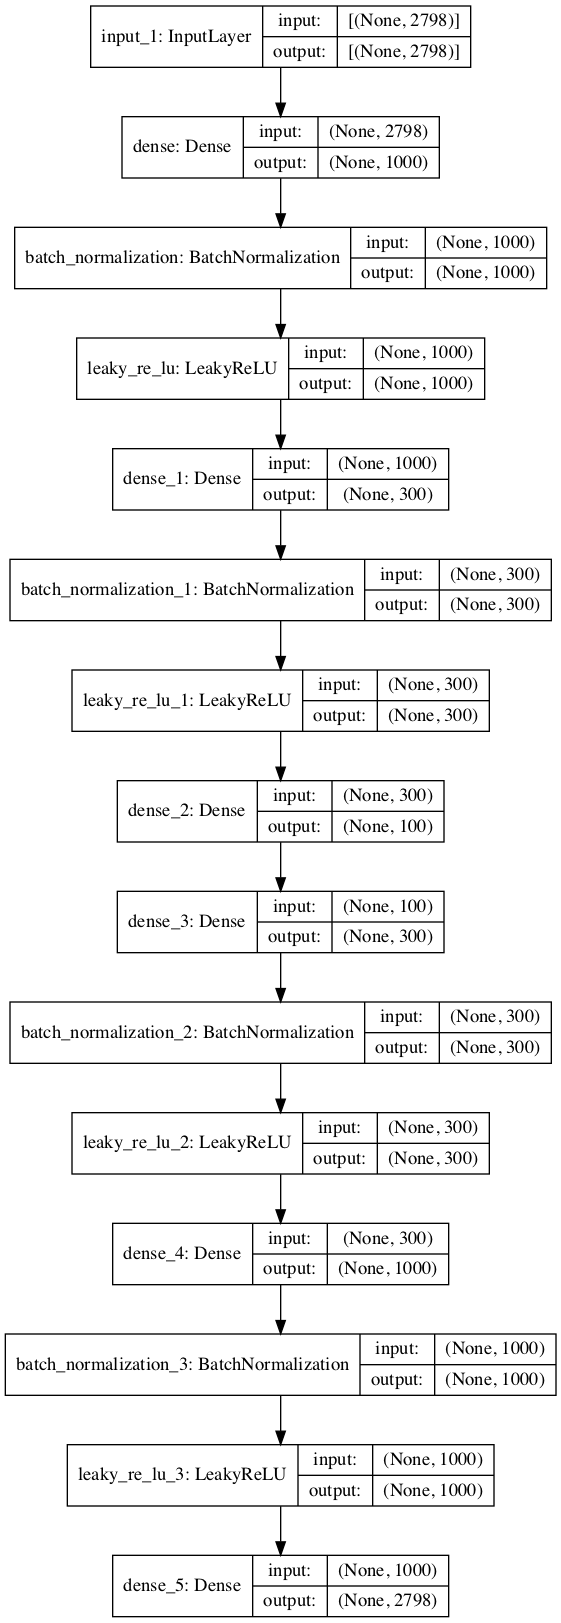 input_1: InputLayer input: [(None, 2798)]
output: [(None, 2798)]
dense: Dense input: (None, 2798)
output: (None, 1000)
batch_normalization: BatchNormalization input: (None, 1000)
output: (None, 1000)
leaky_re_lu: LeakyReLU input: (None, 1000)
output: (None, 1000)
dense_1: Dense input: (None, 1000)
output: (None, 300)
batch_normalization_1: BatchNormalization input: (None, 300)
output: (None, 300)
leaky_re_lu_1: LeakyReLU input: (None, 300)
output: (None, 300)
dense_2: Dense input: (None, 300)
output: (None, 100)
dense_3: Dense input: (None, 100)
output: (None, 300)
batch_normalization_2: BatchNormalization input: (None, 300)
output: (None, 300)
leaky_re_lu_2: LeakyReLU input: (None, 300)
output: (None, 300)
dense_4: Dense input: (None, 300)
output: (None, 1000)
batch_normalization_3: BatchNormalization input: (None, 1000)
output: (None, 1000)
leaky_re_lu_3: LeakyReLU input: (None, 1000)
output: (None, 1000)
dense_5: Dense input: (None, 1000)
output: (None, 2798)